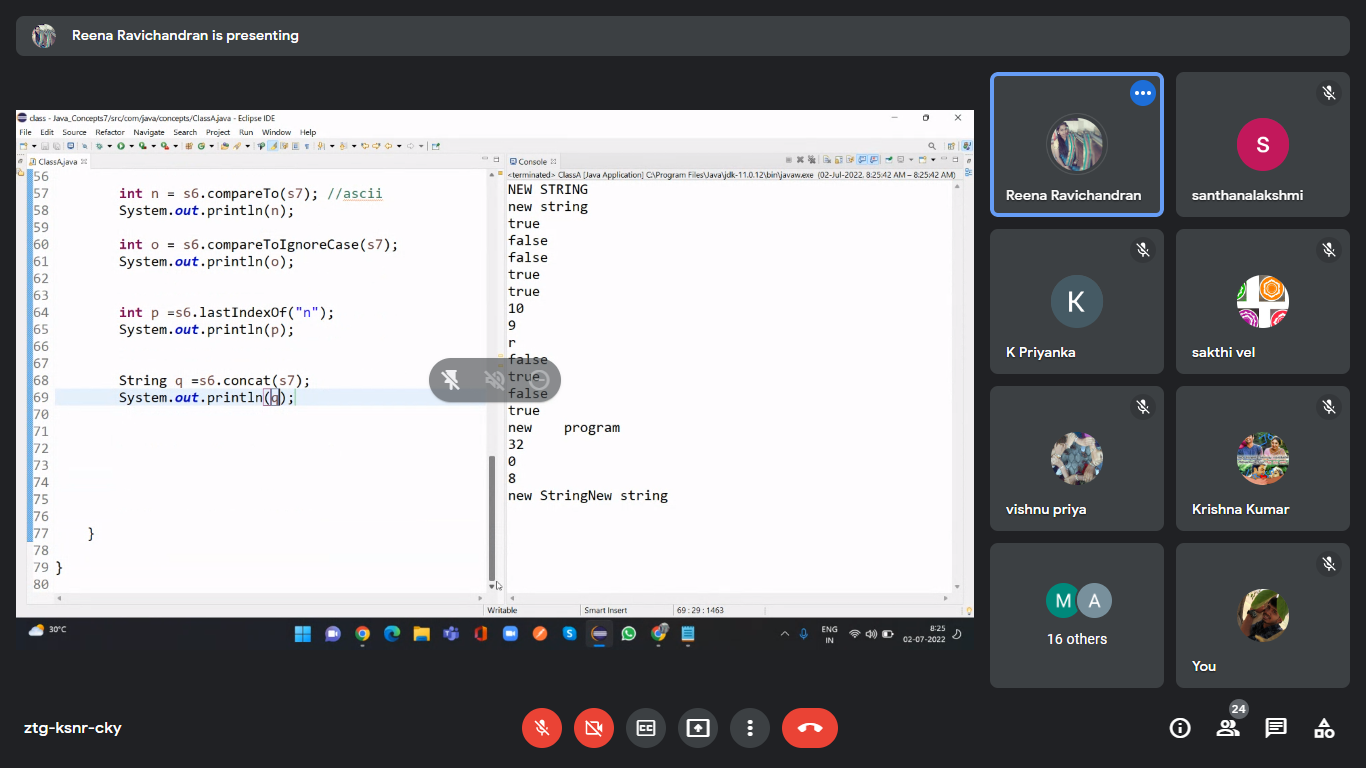 Reena Ravichandran is presenting
class - Java_Concepts7/src/com/java/concepts/ClassA.java - Eclipse IDE
File Edit Source Refactor Navigate Search Project Run Window Help
ClassA.java
56
57 int n = s6.compareTo(s7); //ascii
58 System.out.println(n);
59
60 int o = s6.compareToIgnoreCase(s7);
61 System.out.println(o);
62
63
64 int p =s6.lastIndexOf("n");
65 System.out.println(p);
66
67
68 String q =s6.concat(s7);
69 System.out.println(q);
70
71
72
73
74
75
76
77 }
78
79 }
80
Console
<terminated> ClassA [Java Application] C:\Program Files\Java\jdk-11.0.12\bin\javaw.exe (02-Jul-2022, 8:25:42 AM – 8:25:42 AM)
NEW STRING
new string
true
false
false
true
true
10
9
r
false
true
false
true
new    program
32
0
8
new StringNew string
Writable Smart Insert 69 : 29 : 1463
30°C
ENG
IN
8:25
02-07-2022
Reena Ravichandran
S
santhanalakshmi
K
K Priyanka
sakthi vel
vishnu priya
Krishna Kumar
M A
16 others
You
ztg-ksnr-cky
CC
24